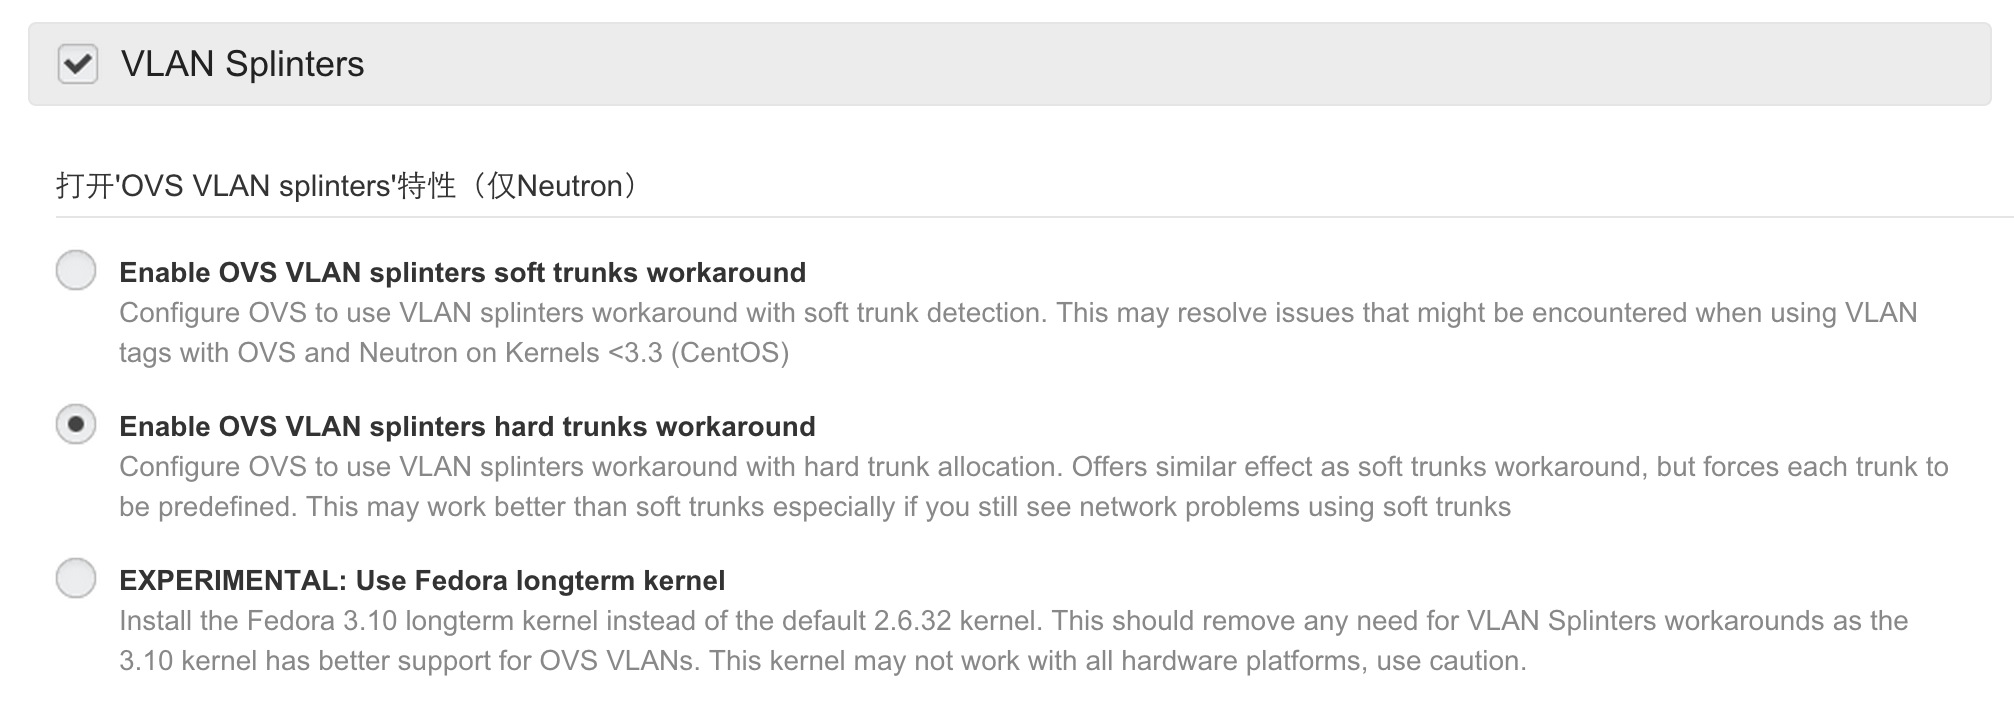 VLAN Splinters
打开'OVS VLAN splinters'特性（仅Neutron）
Enable OVS VLAN splinters soft trunks workaround
Configure OVS to use VLAN splinters workaround with soft trunk detection. This may resolve issues that might be encountered when using VLAN
tags with OVS and Neutron on Kernels <3.3 (CentOS)
Enable OVS VLAN splinters hard trunks workaround
Configure OVS to use VLAN splinters workaround with hard trunk allocation. Offers similar effect as soft trunks workaround, but forces each trunk to
be predefined. This may work better than soft trunks especially if you still see network problems using soft trunks
EXPERIMENTAL: Use Fedora longterm kernel
Install the Fedora 3.10 longterm kernel instead of the default 2.6.32 kernel. This should remove any need for VLAN Splinters workarounds as the
3.10 kernel has better support for OVS VLANs. This kernel may not work with all hardware platforms, use caution.